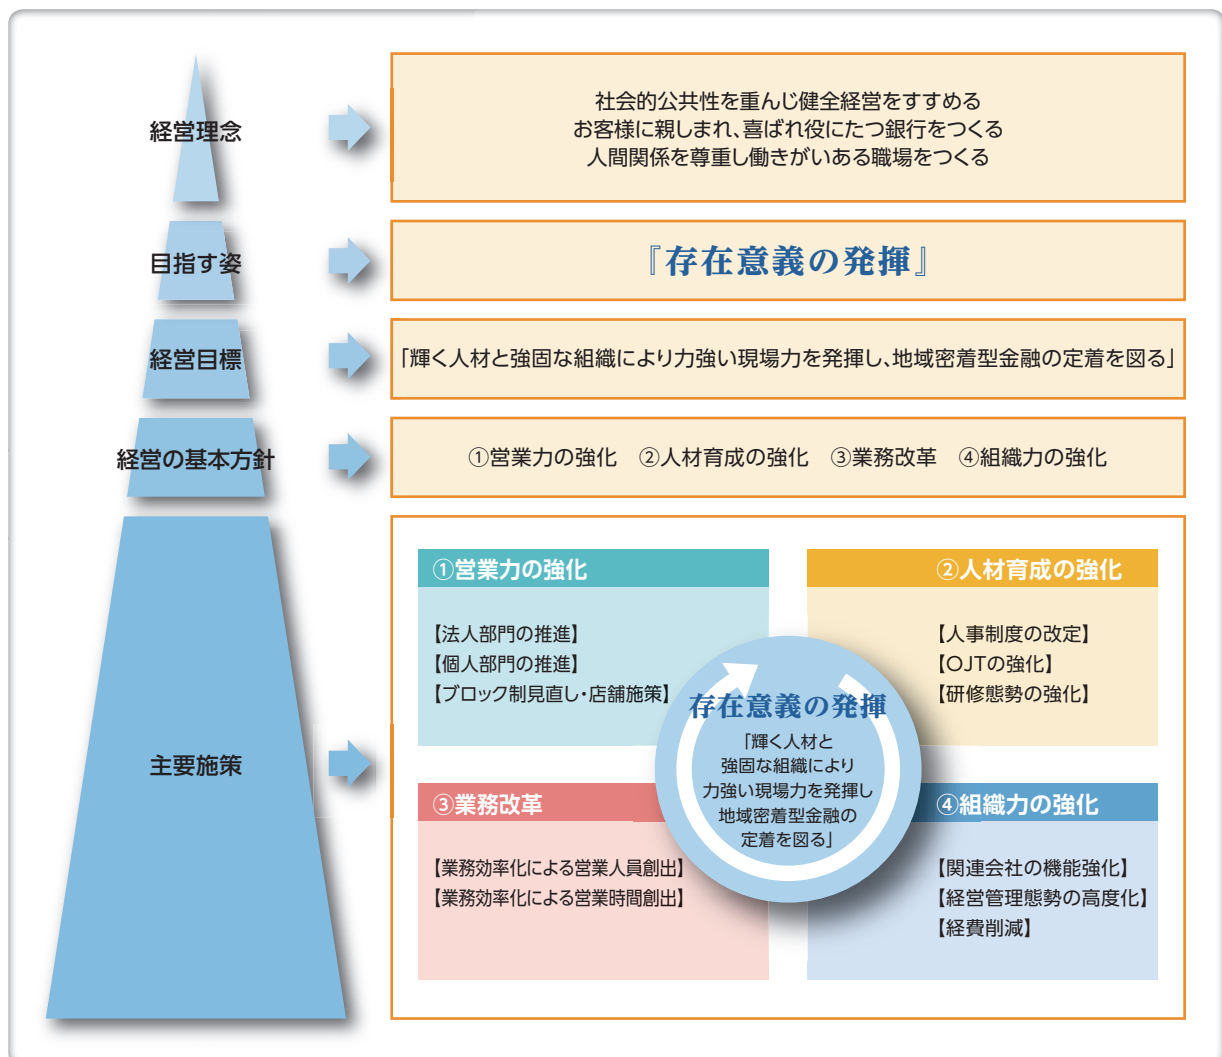 経営理念
社会的公共性を重んじ健全経営をすすめる
お客様に親しまれ、喜ばれ役にたつ銀行をつくる
人間関係を尊重し働きがいある職場をつくる
目指す姿
『存在意義の発揮』
経営目標
「輝く人材と強固な組織により力強い現場力を発揮し、地域密着型金融の定着を図る」
経営の基本方針
①営業力の強化　②人材育成の強化　③業務改革　④組織力の強化
主要施策
①営業力の強化
【法人部門の推進】
【個人部門の推進】
【ブロック制見直し・店舗施策】
②人材育成の強化
【人事制度の改定】
【OJTの強化】
【研修態勢の強化】
存在意義の発揮
「輝く人材と
強固な組織により
力強い現場力を発揮し
地域密着型金融の
定着を図る」
③業務改革
【業務効率化による営業人員創出】
【業務効率化による営業時間創出】
④組織力の強化
【関連会社の機能強化】
【経営管理態勢の高度化】
【経費削減】